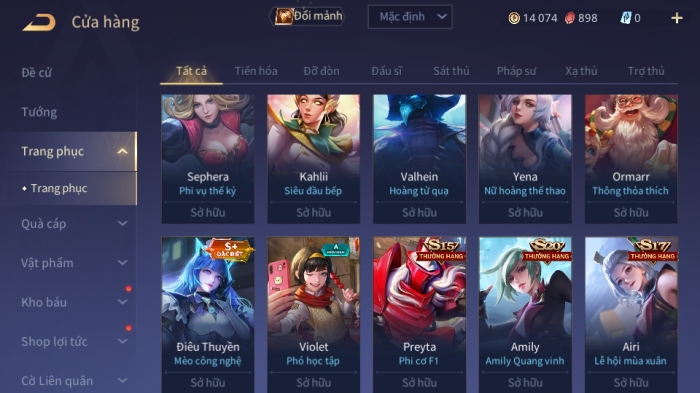 Cửa hàng
Đổi mảnh
Mặc định
14 074
898
0
Đề cử
Tướng
Trang phục
Trang phục
Quà cáp
Vật phẩm
Kho báu
Shop lợi tức
Cờ Liên quân
Tất cả
Tiến hóa
Đỡ đòn
Đấu sĩ
Sát thủ
Pháp sư
Xạ thủ
Trợ thủ
Sephera
Phi vụ thế kỷ
Sở hữu
Kahlii
Siêu đầu bếp
Sở hữu
Valhein
Hoàng tử quạ
Sở hữu
Yena
Nữ hoàng thể thao
Sở hữu
Ormarr
Thông thỏa thích
Sở hữu
S+
ĐẶC BIỆT
Điêu Thuyền
Mèo công nghệ
Sở hữu
A
Violet
Phó học tập
Sở hữu
S15
THƯỞNG HẠNG
Preyta
Phi cơ F1
Sở hữu
S20
THƯỞNG HẠNG
Amily
Amily Quang vinh
Sở hữu
S17
THƯỞNG HẠNG
Airi
Lễ hội mùa xuân
Sở hữu